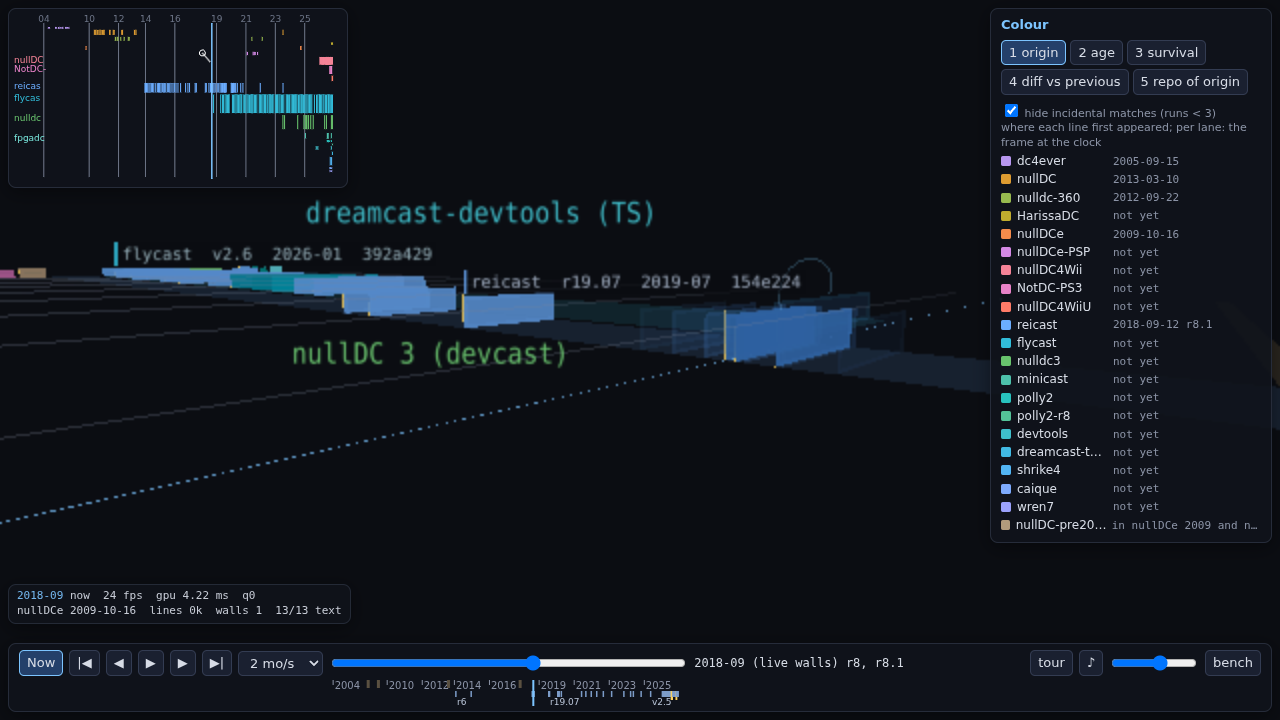 04 10 12 14 16 19 21 23 25
nullDC
NotDC-
reicas
flycas
nulldc
fpgadc
dreamcast-devtools (TS)
flycast v2.6 2026-01 392a429
reicast r19.07 2019-07 154e224
nullDC 3 (devcast)
Colour
1 origin
2 age
3 survival
4 diff vs previous
5 repo of origin
hide incidental matches (runs < 3)
where each line first appeared; per lane: the
frame at the clock
dc4ever 2005-09-15
nullDC 2013-03-10
nulldc-360 2012-09-22
HarissaDC not yet
nullDCe 2009-10-16
nullDCe-PSP not yet
nullDC4Wii not yet
NotDC-PS3 not yet
nullDC4WiiU not yet
reicast 2018-09-12 r8.1
flycast not yet
nulldc3 not yet
minicast not yet
polly2 not yet
polly2-r8 not yet
devtools not yet
dreamcast-t… not yet
shrike4 not yet
caique not yet
wren7 not yet
nullDC-pre20… in nullDCe 2009 and n…
2018-09 now 24 fps gpu 4.22 ms q0
nullDCe 2009-10-16 lines 0k walls 1 13/13 text
Now
2 mo/s
2018-09 (live walls) r8, r8.1
tour
♪
bench
2004 2010 2012 2014 2016 2019 2021 2023 2025
r6 r19.07 v2.5